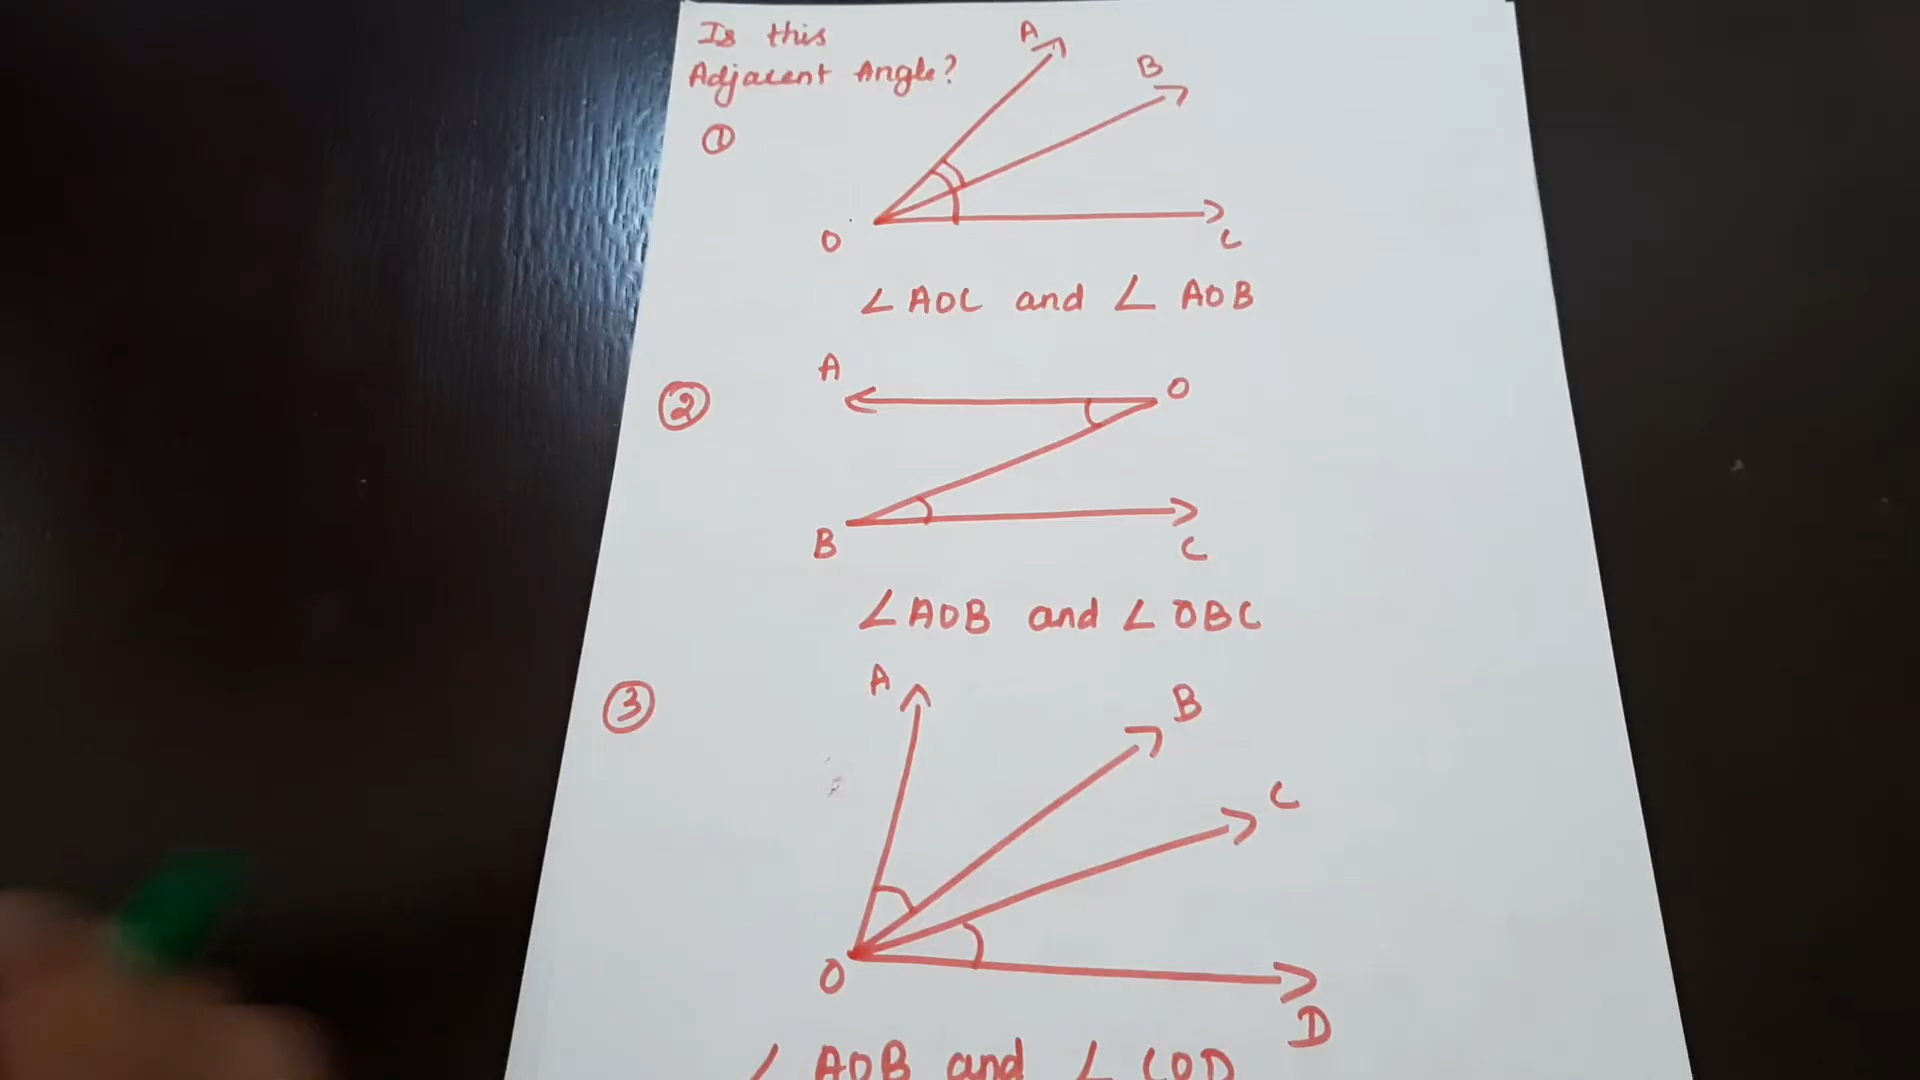 Is this
Adjacent Angle?
①
A
B
O
C
∠AOC and ∠AOB
②
A
O
B
C
∠AOB and ∠OBC
③
A
B
C
O
D
∠AOB and ∠COD